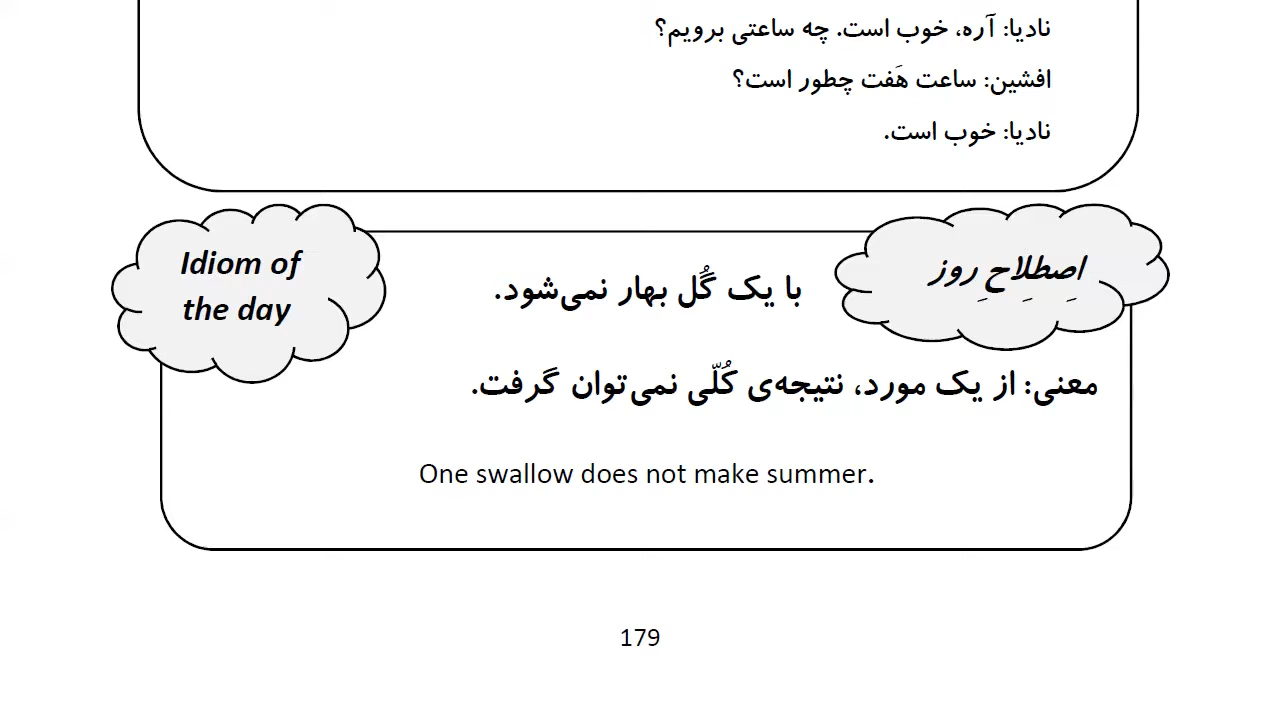 نادیا: آره، خوب است. چه ساعتی برویم؟
افشین: ساعت هَفت چطور است؟
نادیا: خوب است.
اِصطِلاحِ روز
Idiom of
the day
با یک گُل بهار نمی‌شود.
معنی: از یک مورد، نتیجه‌ی کُلّی نمی‌توان گرفت.
One swallow does not make summer.
179